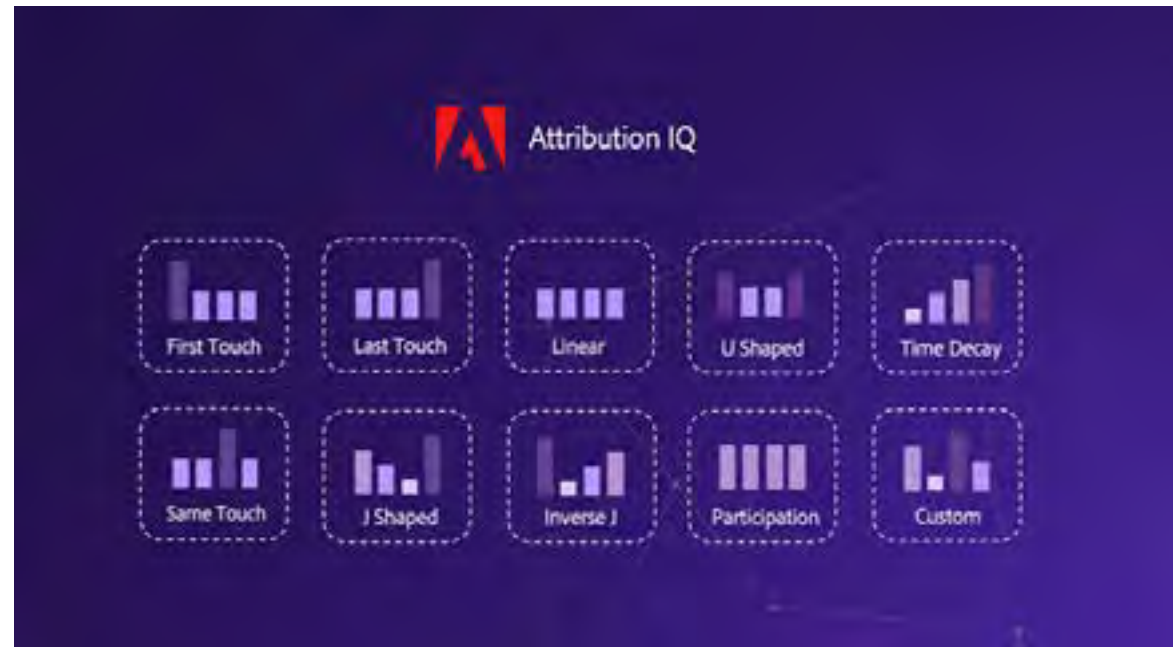 Attribution IQ
First Touch
Last Touch
Linear
U Shaped
Time Decay
Same Touch
J Shaped
Inverse J
Participation
Custom